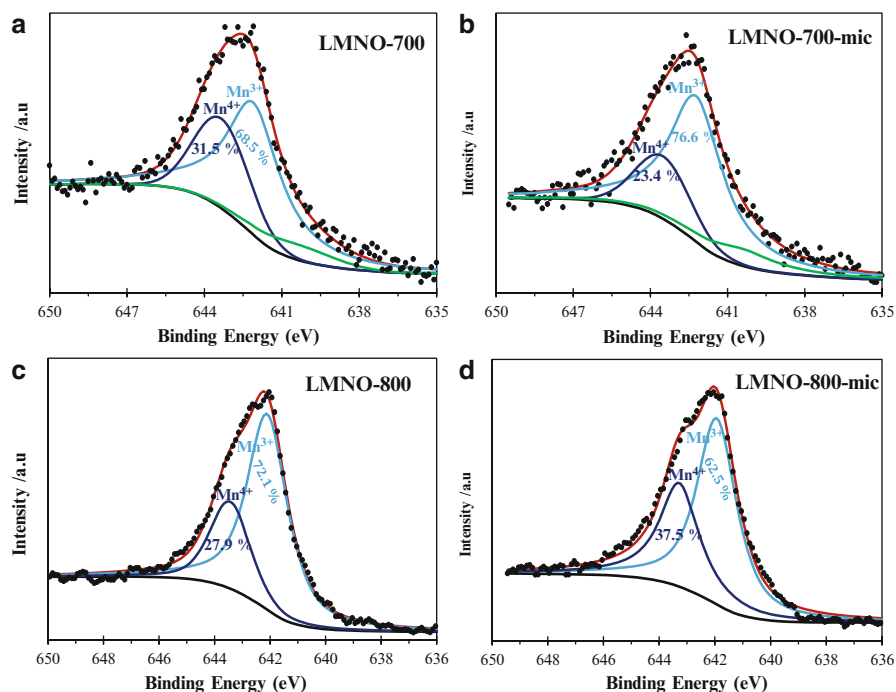 a
LMNO-700
Mn3+
Mn4+
31.5 %
68.5 %
Intensity /a.u
650 647 644 641 638 635
Binding Energy (eV)
b
LMNO-700-mic
Mn3+
76.6 %
Mn4+
23.4 %
Intensity /a.u
650 647 644 641 638 635
Binding Energy (eV)
c
LMNO-800
Mn3+
72.1 %
Mn4+
27.9 %
Intensity /a.u
650 648 646 644 642 640 638 636
Binding Energy (eV)
d
LMNO-800-mic
Mn3+
62.5 %
Mn4+
37.5 %
Intensity /a.u
650 648 646 644 642 640 638 636
Binding Energy (eV)